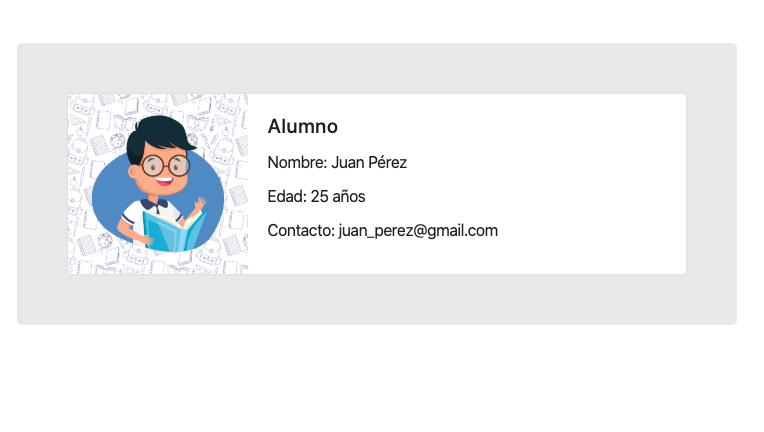 Alumno
Nombre: Juan Pérez
Edad: 25 años
Contacto: juan_perez@gmail.com